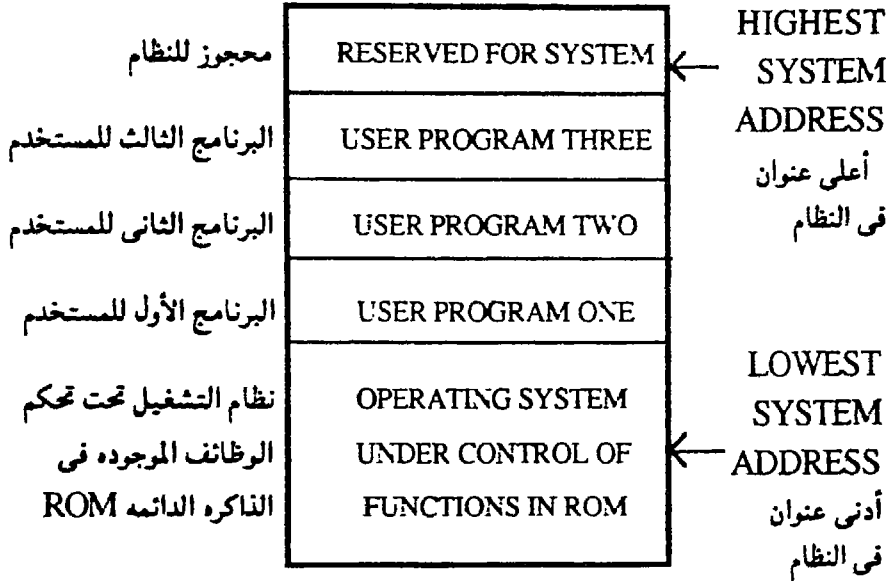 محجوز للنظام
RESERVED FOR SYSTEM
البرنامج الثالث للمستخدم
USER PROGRAM THREE
البرنامج الثانى للمستخدم
USER PROGRAM TWO
البرنامج الأول للمستخدم
USER PROGRAM ONE
نظام التشغيل تحت تحكم
الوظائف الموجوده فى
الذاكره الدائمه ROM
OPERATING SYSTEM
UNDER CONTROL OF
FUNCTIONS IN ROM
HIGHEST
SYSTEM
ADDRESS
أعلى عنوان
فى النظام
LOWEST
SYSTEM
ADDRESS
أدنى عنوان
فى النظام